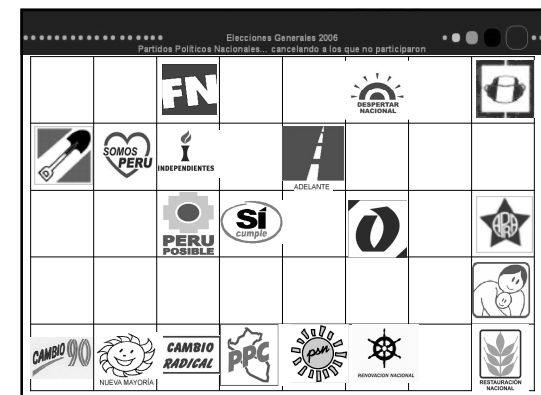 Elecciones Generales 2006
Partidos Políticos Nacionales... cancelando a los que no participaron
FN
DESPERTAR
NACIONAL
SOMOS
PERU
INDEPENDIENTES
ADELANTE
PERU
POSIBLE
Sí
cumple
APRA
CAMBIO 90
NUEVA MAYORÍA
CAMBIO
RADICAL
PPC
psn
RENOVACION NACIONAL
RESTAURACIÓN
NACIONAL